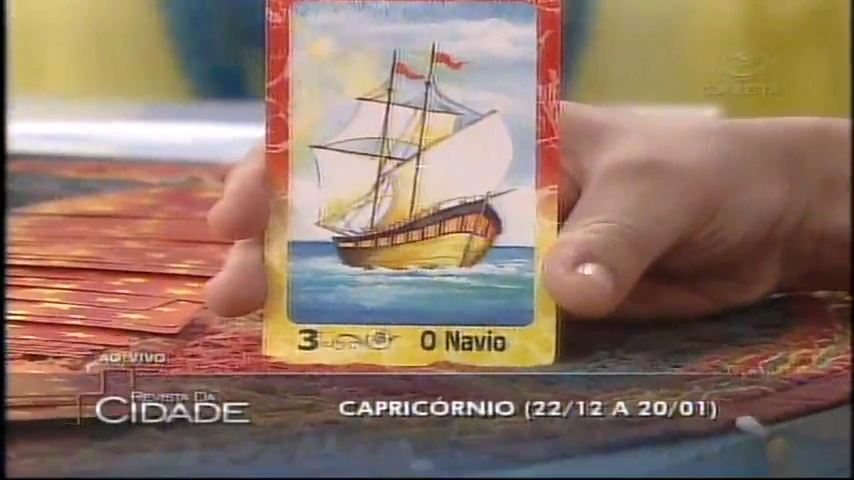 3 O Navio
AO VIVO
REVISTA DA
CIDADE
CAPRICÓRNIO (22/12 A 20/01)